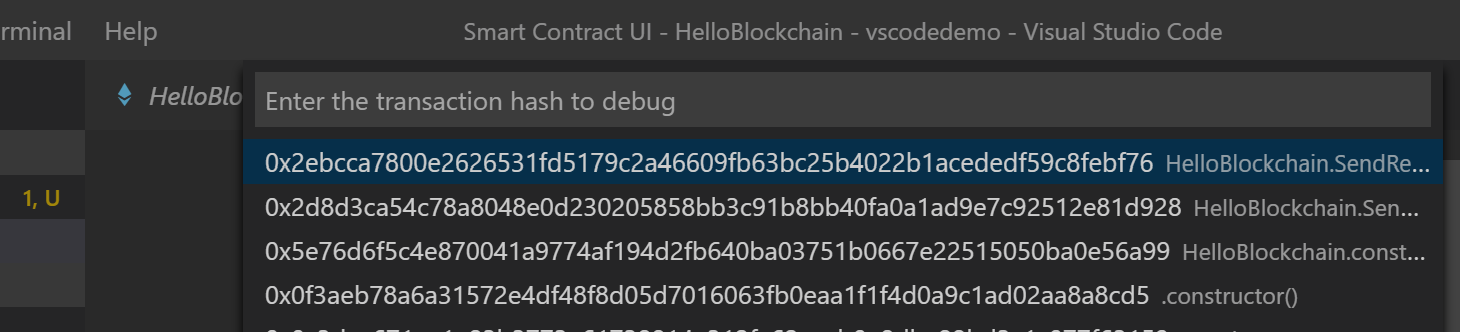 rminal Help Smart Contract UI - HelloBlockchain - vscodedemo - Visual Studio Code
HelloBlo
Enter the transaction hash to debug
0x2ebcca7800e2626531fd5179c2a46609fb63bc25b4022b1acededf59c8febf76 HelloBlockchain.SendRe...
1, U
0x2d8d3ca54c78a8048e0d230205858bb3c91b8bb40fa0a1ad9e7c92512e81d928 HelloBlockchain.Sen...
0x5e76d6f5c4e870041a9774af194d2fb640ba03751b0667e22515050ba0e56a99 HelloBlockchain.const...
0x0f3aeb78a6a31572e4df48f8d05d7016063fb0eaa1f1f4d0a9c1ad02aa8a8cd5 .constructor()